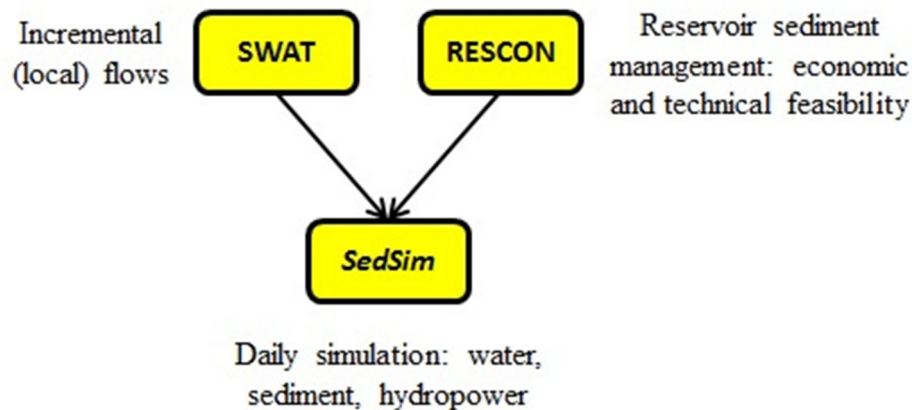 Incremental
(local) flows
SWAT
RESCON
Reservoir sediment
management: economic
and technical feasibility
SedSim
Daily simulation: water,
sediment, hydropower